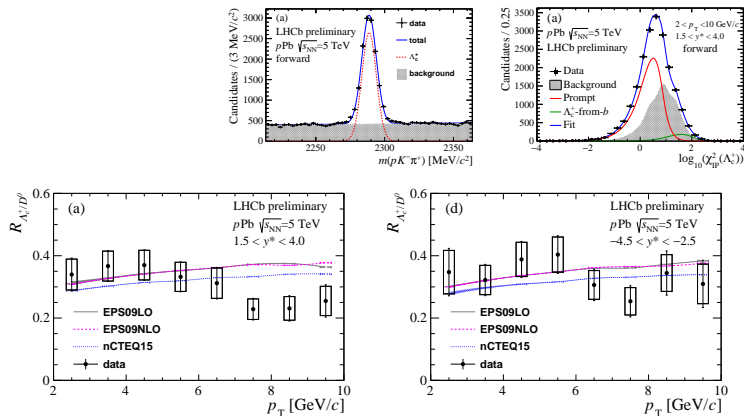 Candidates / (3 MeV/c²)
3000
2500
2000
1500
1000
500
0
(a)
LHCb preliminary
pPb √sNN=5 TeV
forward
data
total
Λc⁺
background
2250
2300
2350
m(pK⁻π⁺) [MeV/c²]
Candidates / 0.25
3500
3000
2500
2000
1500
1000
500
0
(a)
2 < pT<10 GeV/c
pPb √sNN=5 TeV
1.5 < y* < 4.0
LHCb preliminary
forward
Data
Background
Prompt
Λc⁺-from-b
Fit
−4
−2
0
2
4
log10(χ²IP(Λc⁺))
RΛc⁺/D⁰
0.6
0.4
0.2
0.0
(a)
LHCb preliminary
pPb √sNN=5 TeV
1.5 < y* < 4.0
EPS09LO
EPS09NLO
nCTEQ15
data
2
4
6
8
10
pT [GeV/c]
RΛc⁺/D⁰
0.6
0.4
0.2
0.0
(d)
LHCb preliminary
pPb √sNN=5 TeV
−4.5 < y* < −2.5
EPS09LO
EPS09NLO
nCTEQ15
data
2
4
6
8
10
pT [GeV/c]